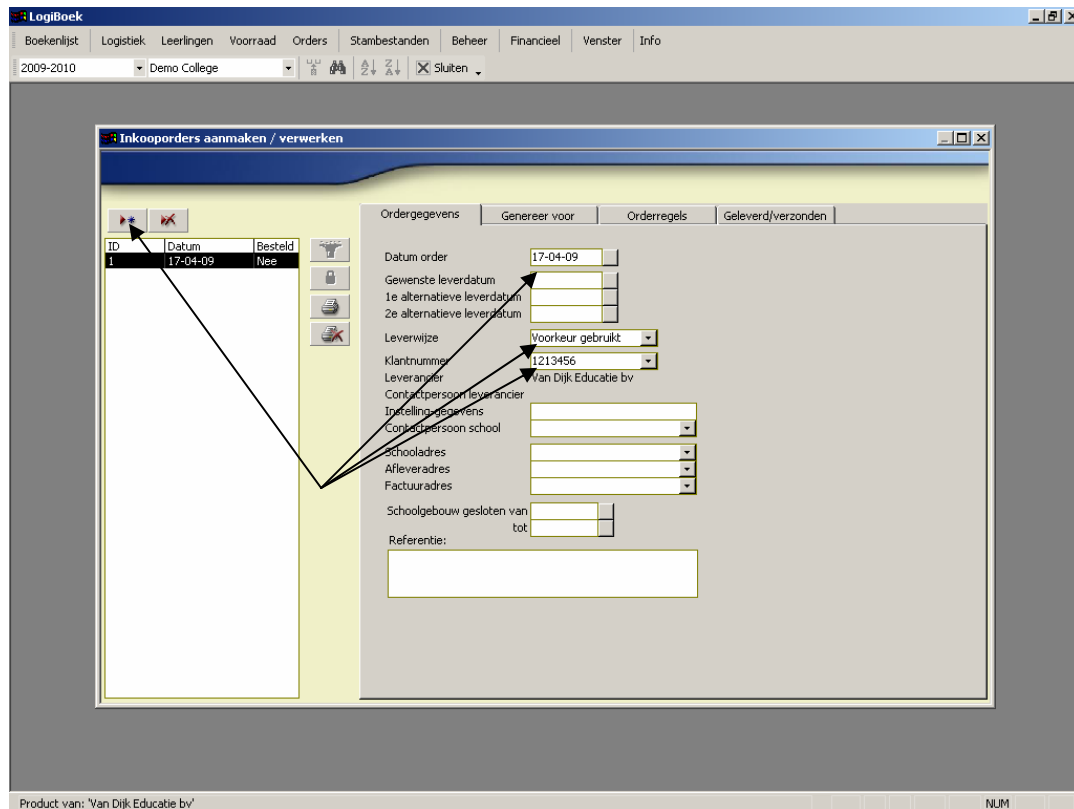 LogiBoek
Boekenlijst Logistiek Leerlingen Voorraad Orders Stambestanden Beheer Financieel Venster Info
2009-2010 Demo College Sluiten
Inkooporders aanmaken / verwerken
Ordergegevens Genereer voor Orderregels Geleverd/verzonden
ID Datum Besteld
1 17-04-09 Nee
Datum order 17-04-09
Gewenste leverdatum
1e alternatieve leverdatum
2e alternatieve leverdatum
Leverwijze Voorkeur gebruikt
Klantnummer 1213456
Leverancier Van Dijk Educatie bv
Contactpersoon leverancier
Instelling-gegevens
Contactpersoon school
Schooladres
Afleveradres
Factuuradres
Schoolgebouw gesloten van
tot
Referentie:
Product van: 'Van Dijk Educatie bv' NUM